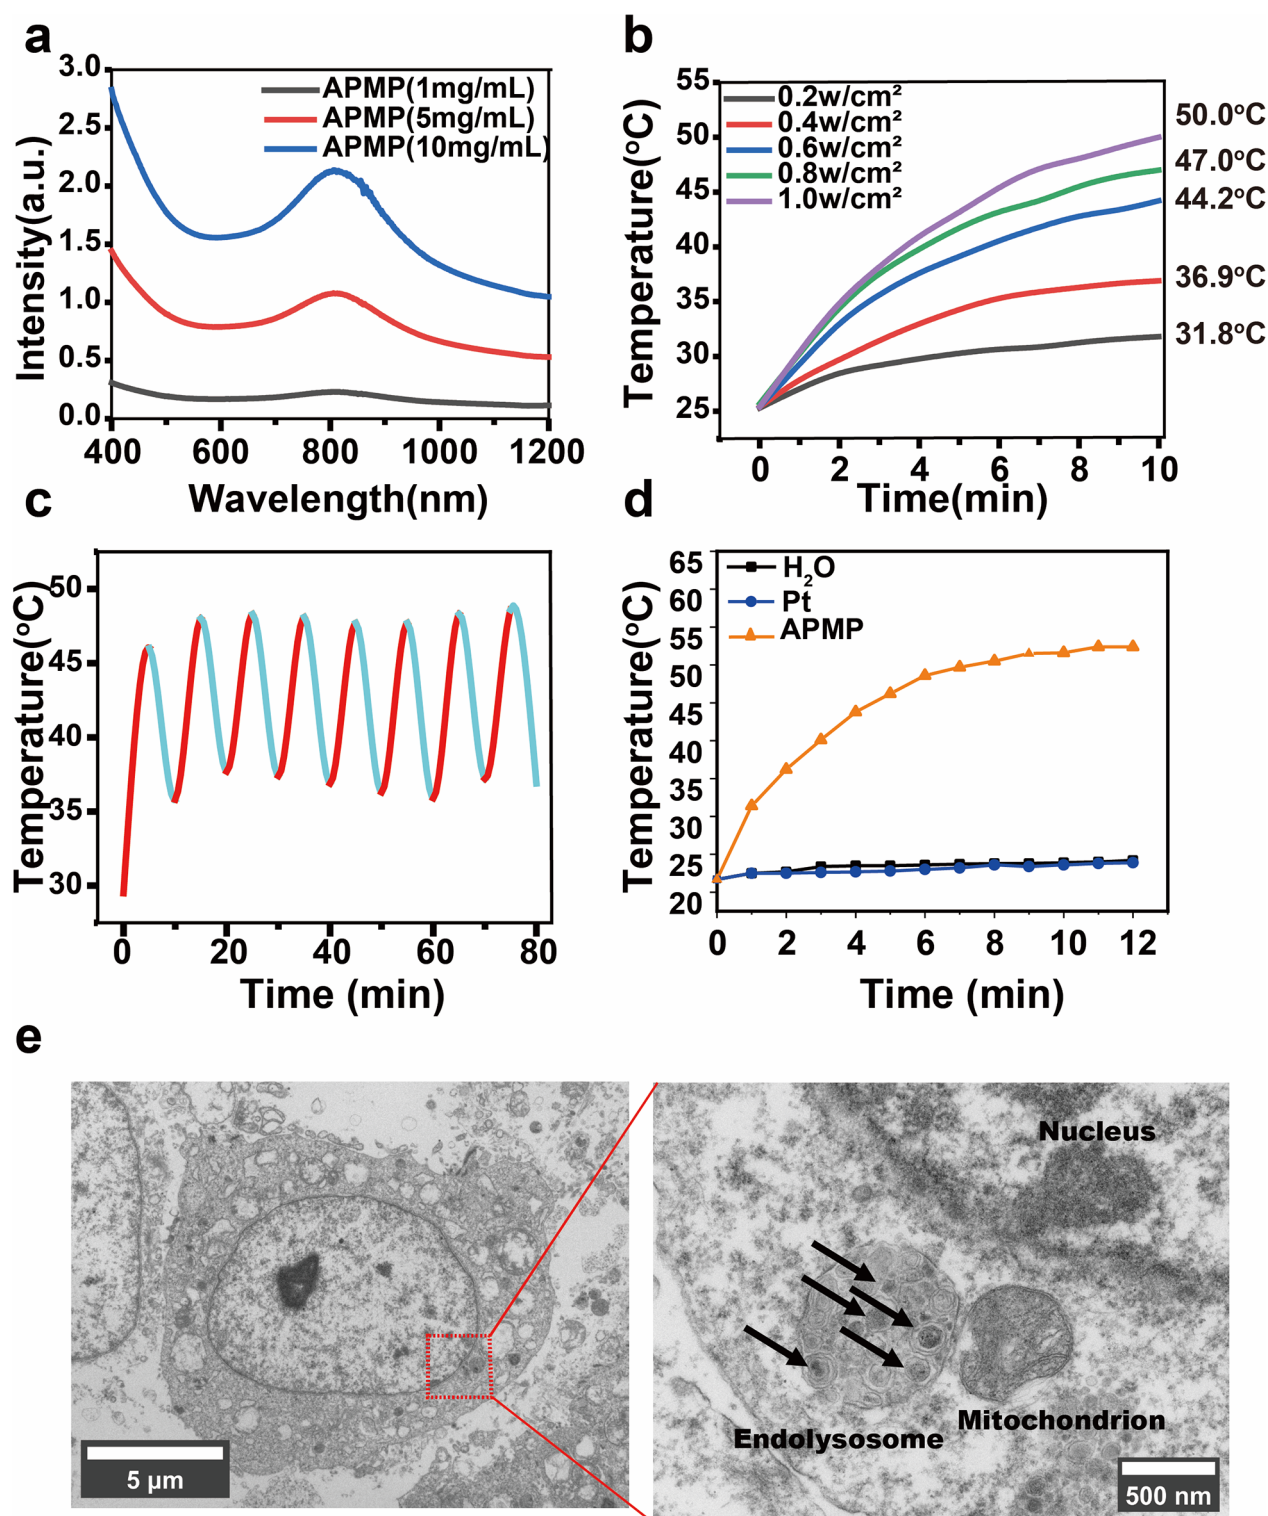 a
3.0
2.5
2.0
1.5
1.0
0.5
0.0
Intensity(a.u.)
APMP(1mg/mL)
APMP(5mg/mL)
APMP(10mg/mL)
400 600 800 1000 1200
Wavelength(nm)
b
55
50
45
40
35
30
25
Temperature(°C)
0.2w/cm²
0.4w/cm²
0.6w/cm²
0.8w/cm²
1.0w/cm²
50.0°C
47.0°C
44.2°C
36.9°C
31.8°C
0 2 4 6 8 10
Time(min)
c
50
45
40
35
30
Temperature(°C)
0 20 40 60 80
Time (min)
d
65
60
55
50
45
40
35
30
25
20
Temperature(°C)
H₂O
Pt
APMP
0 2 4 6 8 10 12
Time (min)
e
5 µm
Nucleus
Mitochondrion
Endolysosome
500 nm